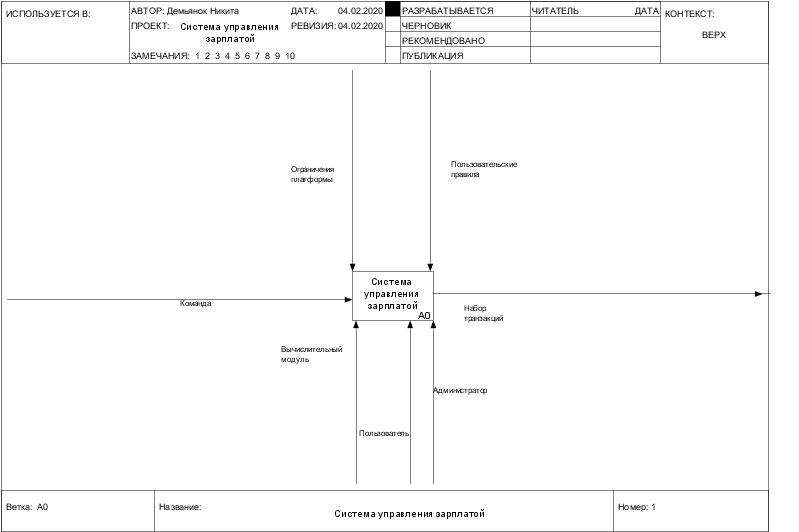 ИСПОЛЬЗУЕТСЯ В:
АВТОР: Демьянок Никита
ДАТА: 04.02.2020
РАЗРАБАТЫВАЕТСЯ
ЧИТАТЕЛЬ
ДАТА
КОНТЕКСТ:
ПРОЕКТ: Система управления
зарплатой
РЕВИЗИЯ: 04.02.2020
ЧЕРНОВИК
РЕКОМЕНДОВАНО
ВЕРХ
ЗАМЕЧАНИЯ: 1 2 3 4 5 6 7 8 9 10
ПУБЛИКАЦИЯ
Ограничения
платформы
Пользовательские
правила
Система
управления
зарплатой
A0
Команда
Набор
транзакций
Вычислительный
модуль
Администратор
Пользователь
Ветка: A0
Название:
Система управления зарплатой
Номер: 1